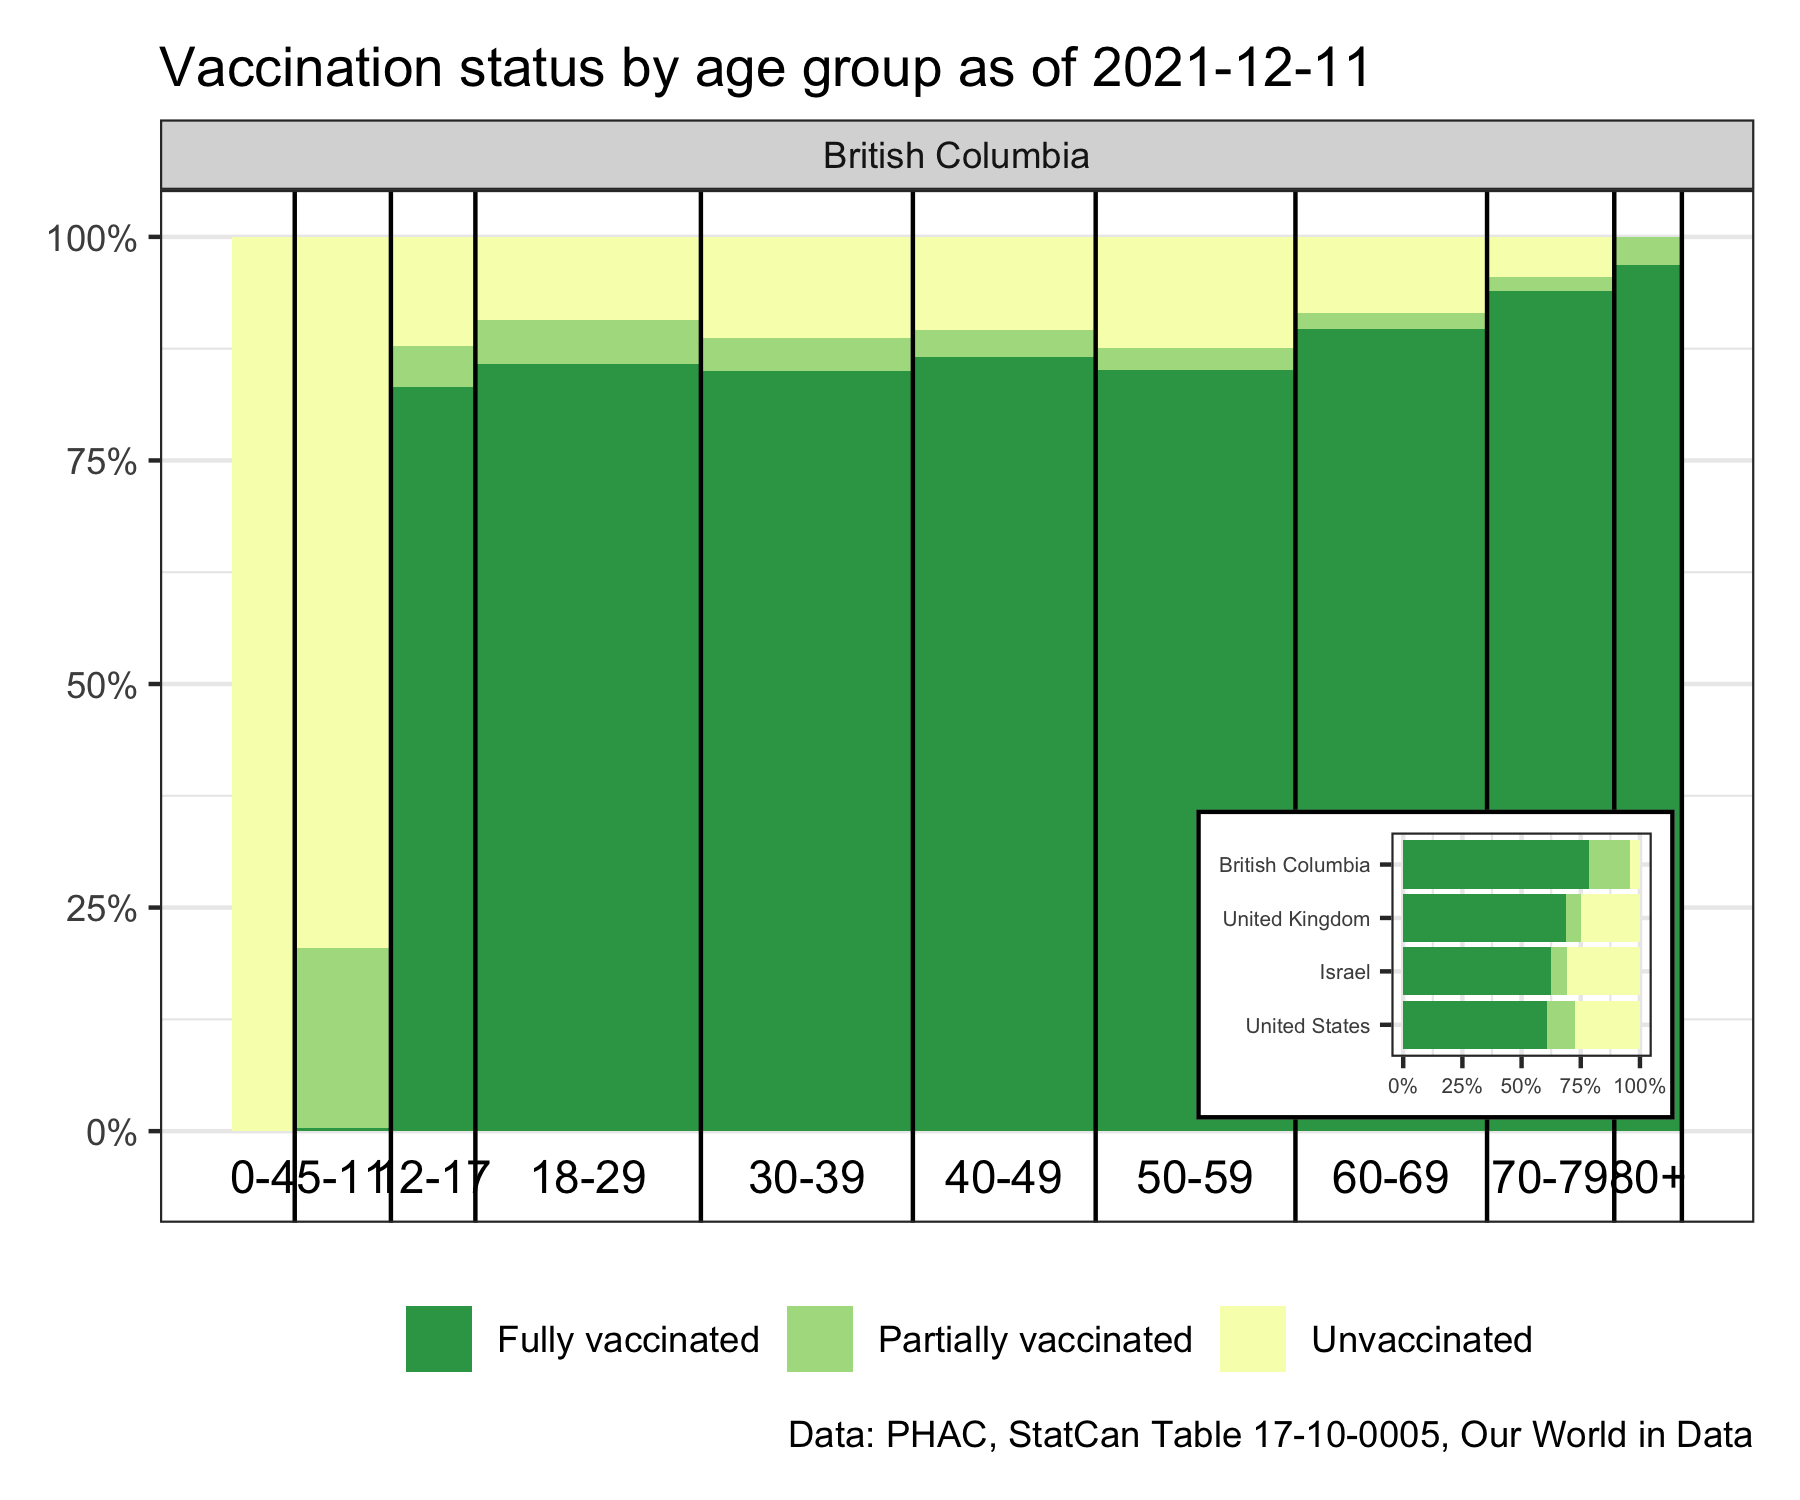 Vaccination status by age group as of 2021-12-11
British Columbia
100%
75%
50%
25%
0%
0-4 5-11 12-17 18-29 30-39 40-49 50-59 60-69 70-79 80+
British Columbia
United Kingdom
Israel
United States
0% 25% 50% 75% 100%
Fully vaccinated Partially vaccinated Unvaccinated
Data: PHAC, StatCan Table 17-10-0005, Our World in Data